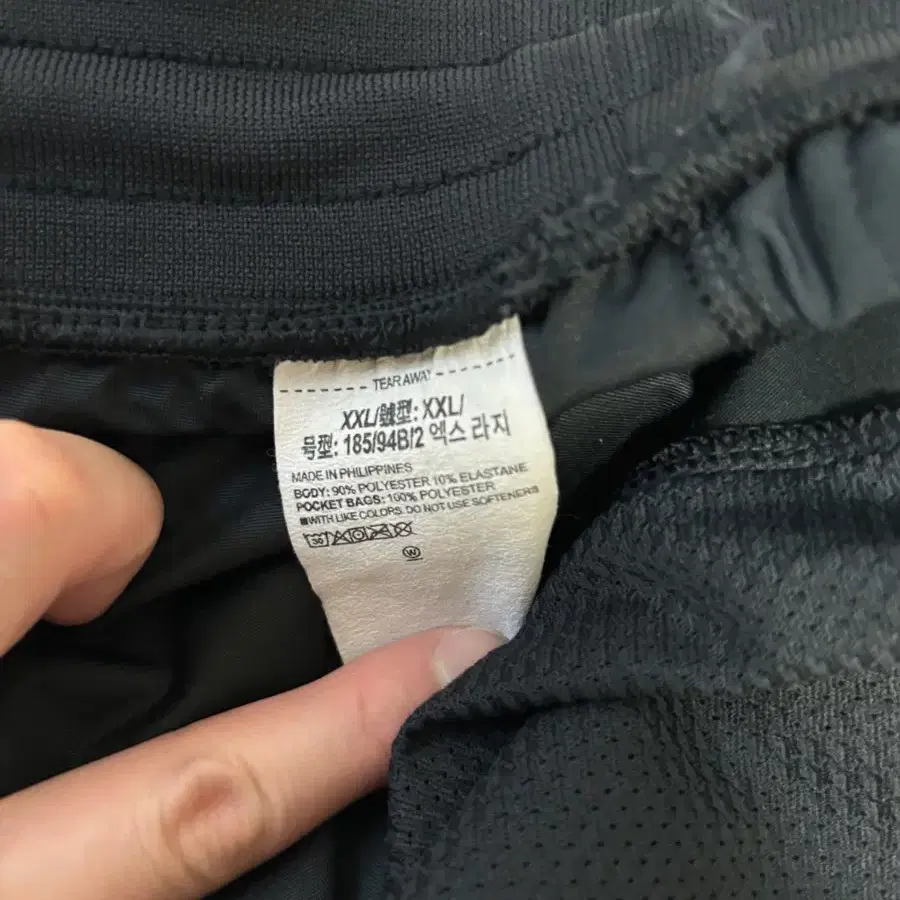 TEAR AWAY
XXL/號型: XXL/
号型: 185/94B/2 엑스 라지
MADE IN PHILIPPINES
BODY: 90% POLYESTER 10% ELASTANE
POCKET BAGS: 100% POLYESTER
WITH LIKE COLORS. DO NOT USE SOFTENERS
30
W